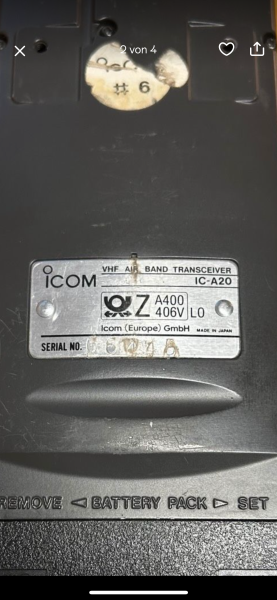 2 von 4
# 6
ICOM
VHF AIR BAND TRANSCEIVER
IC-A20
Z A400
406V LO
Icom (Europe) GmbH MADE IN JAPAN
SERIAL NO.
REMOVE ◁ BATTERY PACK ▷ SET